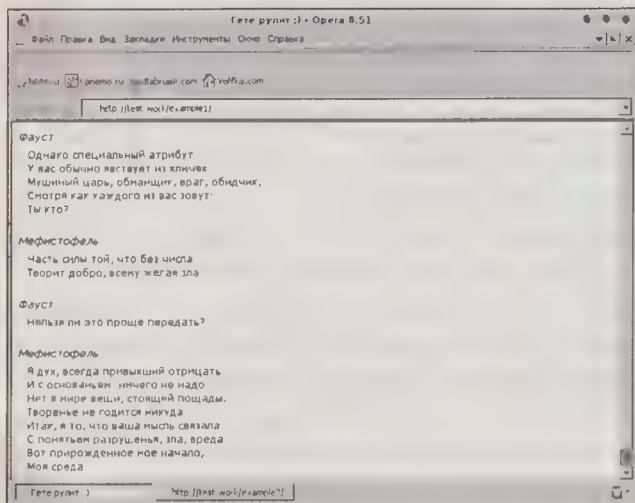 Гете рулит ;) - Opera 8.51
Файл Правка Вид Закладки Инструменты Окно Справка
pnemo ru yoffka.com
http //test work/example1/
Фауст
Однако специальный атрибут
У вас обычно явствует из кличек
Мушиный царь, обманщик, враг, обидчик,
Смотря как каждого из вас зовут
Ты кто?
Мефистофель
Часть силы той, что без числа
Творит добро, всему желая зла
Фауст
Нельзя ли это проще передать?
Мефистофель
Я дух, всегда привыкший отрицать
И с основаньем ничего не надо
Нет в мире вещи, стоящей пощады.
Творенье не годится никуда
Итак, я то, что ваша мысль связала
С понятьем разрушенья, зла, вреда
Вот прирожденное мое начало,
Моя среда
Гете рулит )
http //test work/example2/